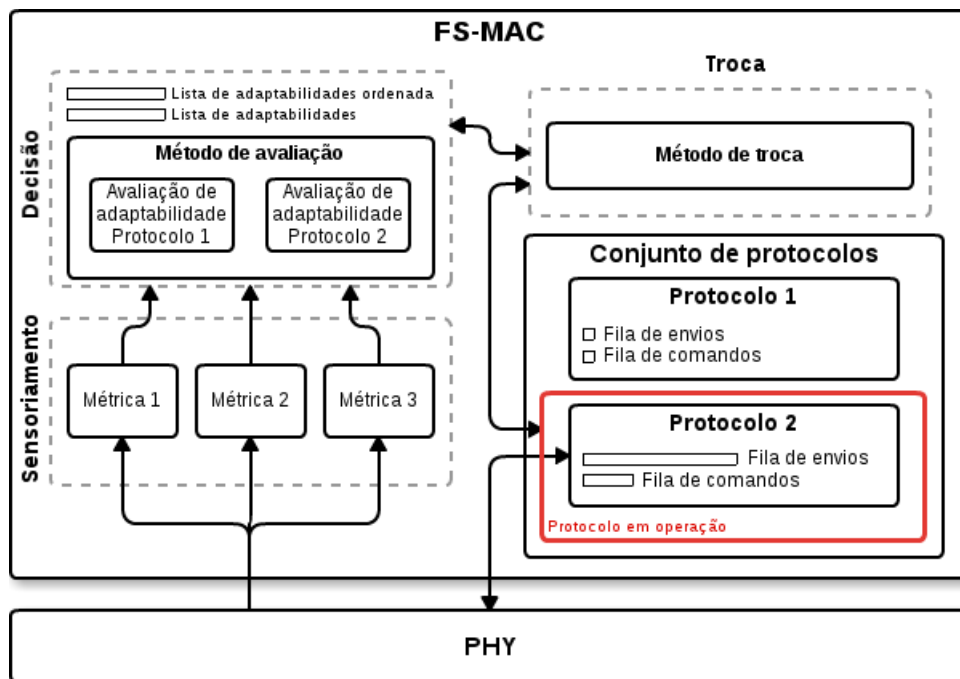 FS-MAC
Decisão
Lista de adaptabilidades ordenada
Lista de adaptabilidades
Método de avaliação
Avaliação de
adaptabilidade
Protocolo 1
Avaliação de
adaptabilidade
Protocolo 2
Troca
Método de troca
Sensoriamento
Métrica 1
Métrica 2
Métrica 3
Conjunto de protocolos
Protocolo 1
Fila de envios
Fila de comandos
Protocolo 2
Fila de envios
Fila de comandos
Protocolo em operação
PHY